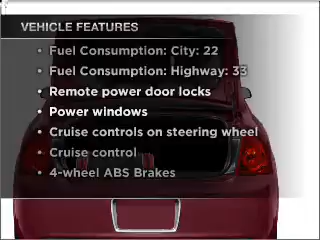 VEHICLE FEATURES
• Fuel Consumption: City: 22
• Fuel Consumption: Highway: 33
• Remote power door locks
• Power windows
• Cruise controls on steering wheel
• Cruise control
• 4-wheel ABS Brakes